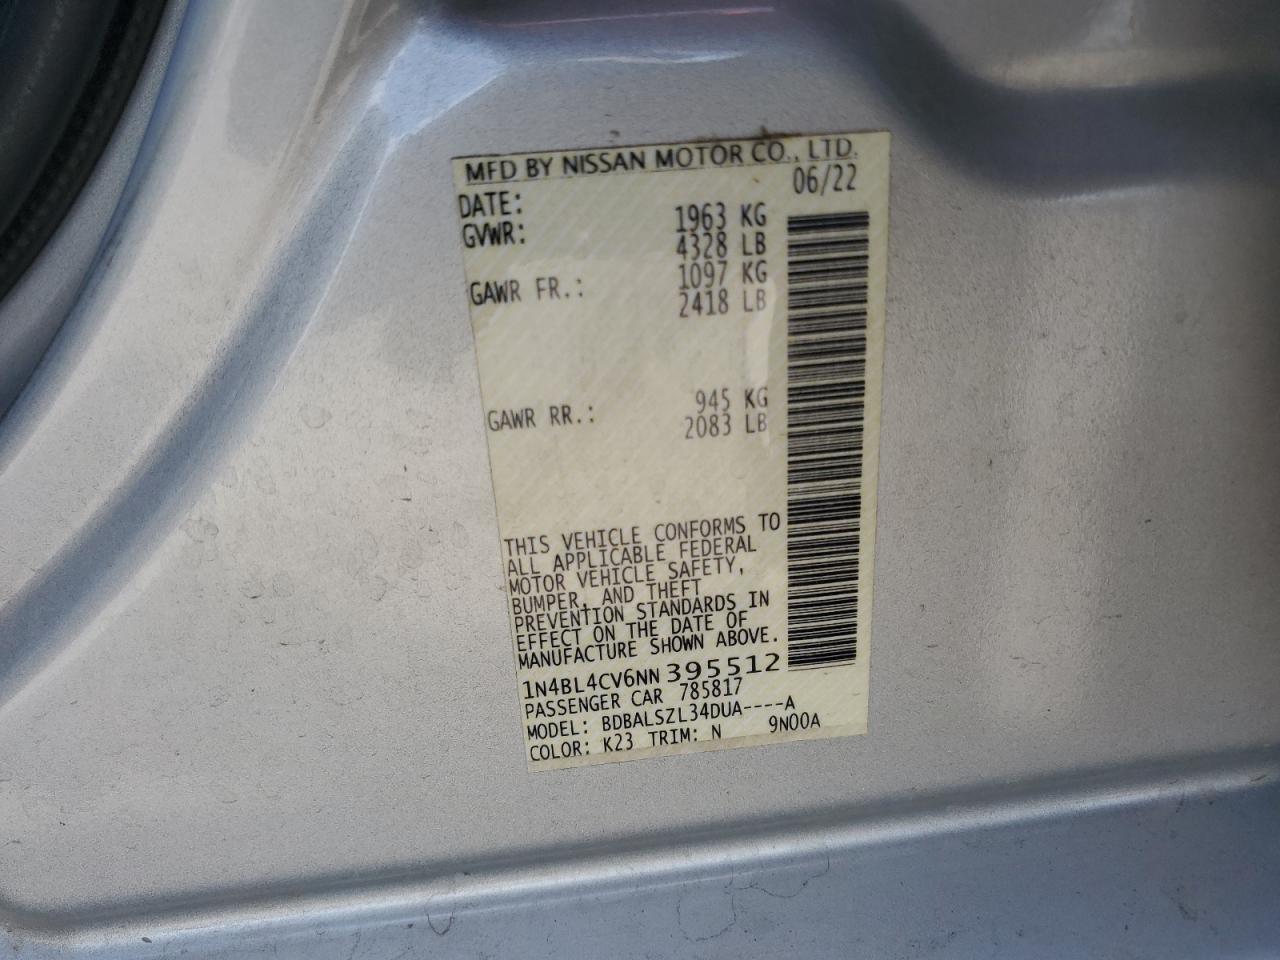 MFD BY NISSAN MOTOR CO., LTD.
DATE: 06/22
GVWR: 1963 KG
4328 LB
GAWR FR.: 1097 KG
2418 LB
GAWR RR.: 945 KG
2083 LB
THIS VEHICLE CONFORMS TO
ALL APPLICABLE FEDERAL
MOTOR VEHICLE SAFETY,
BUMPER, AND THEFT
PREVENTION STANDARDS IN
EFFECT ON THE DATE OF
MANUFACTURE SHOWN ABOVE.
1N4BL4CV6NN 395512
PASSENGER CAR 785817
MODEL: BDBALSZL34DUA----A
COLOR: K23 TRIM: N 9N00A